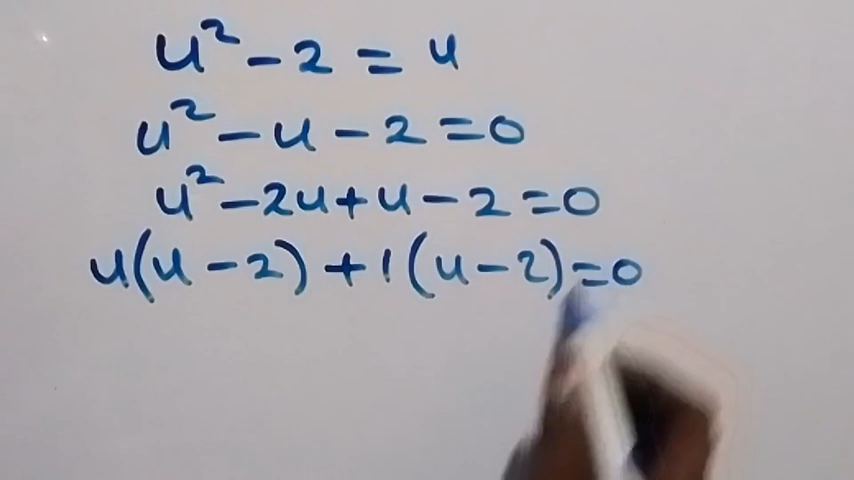 u² - 2 = u
u² - u - 2 = 0
u² - 2u + u - 2 = 0
u(u - 2) + 1(u - 2) = 0